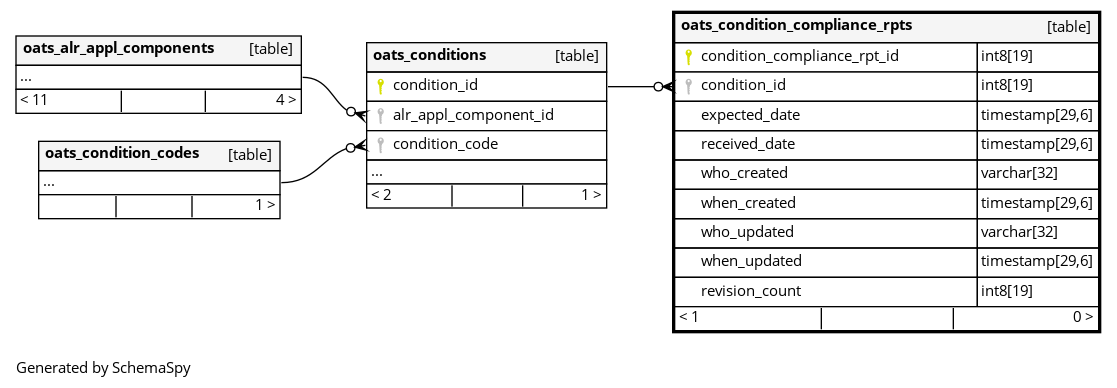 oats_alr_appl_components [table]
...
< 11 4 >
oats_condition_codes [table]
...
1 >
oats_conditions [table]
condition_id
alr_appl_component_id
condition_code
...
< 2 1 >
oats_condition_compliance_rpts [table]
condition_compliance_rpt_id int8[19]
condition_id int8[19]
expected_date timestamp[29,6]
received_date timestamp[29,6]
who_created varchar[32]
when_created timestamp[29,6]
who_updated varchar[32]
when_updated timestamp[29,6]
revision_count int8[19]
< 1 0 >
Generated by SchemaSpy